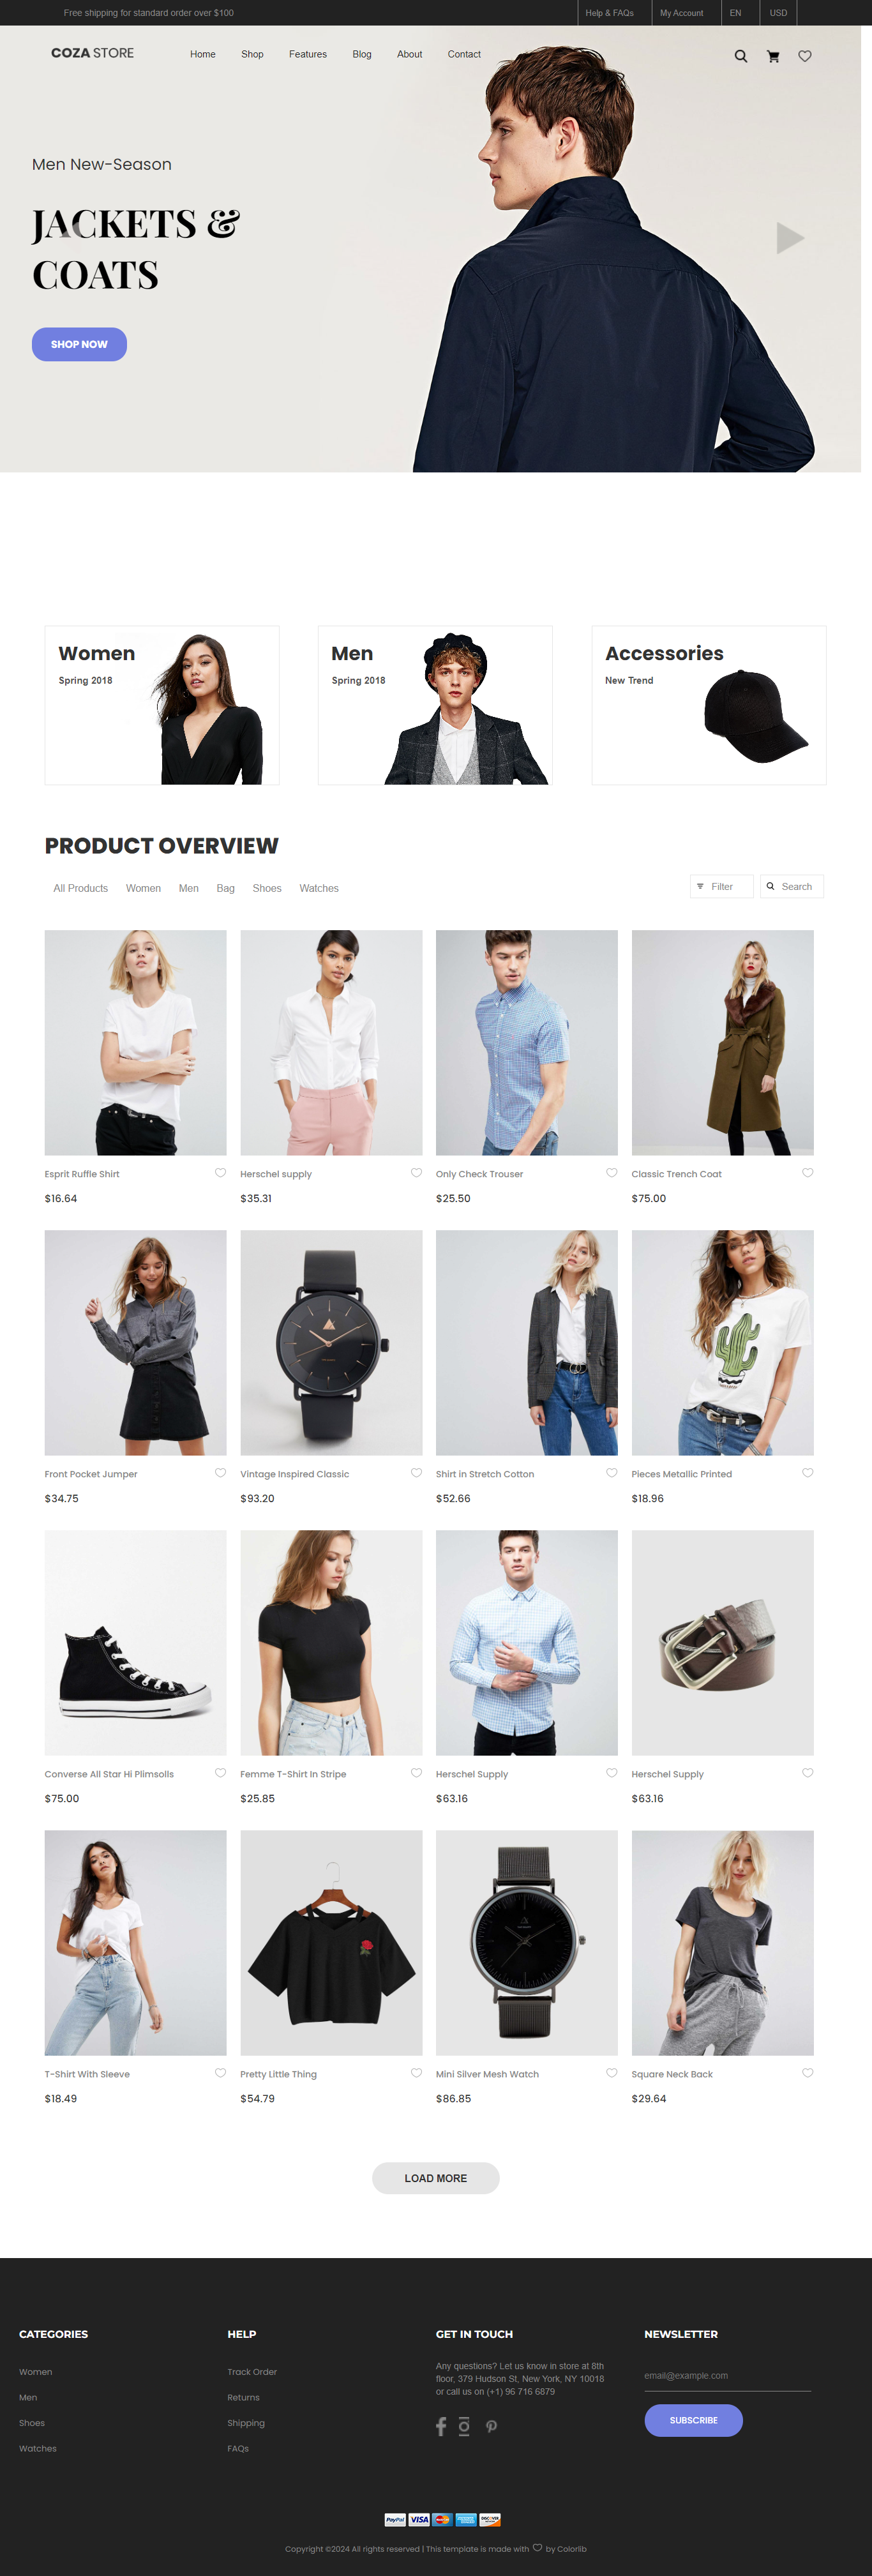 Free shipping for standard order over $100
Help & FAQs
My Account
EN
USD
COZA STORE
Home
Shop
Features
Blog
About
Contact
Men New-Season
JACKETS &
COATS
SHOP NOW
Women
Spring 2018
Men
Spring 2018
Accessories
New Trend
PRODUCT OVERVIEW
All Products
Women
Men
Bag
Shoes
Watches
Filter
Search
Esprit Ruffle Shirt
$16.64
Herschel supply
$35.31
Only Check Trouser
$25.50
Classic Trench Coat
$75.00
Front Pocket Jumper
$34.75
Vintage Inspired Classic
$93.20
Shirt in Stretch Cotton
$52.66
Pieces Metallic Printed
$18.96
Converse All Star Hi Plimsolls
$75.00
Femme T-Shirt In Stripe
$25.85
Herschel Supply
$63.16
Herschel Supply
$63.16
T-Shirt With Sleeve
$18.49
Pretty Little Thing
$54.79
Mini Silver Mesh Watch
$86.85
Square Neck Back
$29.64
LOAD MORE
CATEGORIES
Women
Men
Shoes
Watches
HELP
Track Order
Returns
Shipping
FAQs
GET IN TOUCH
Any questions? Let us know in store at 8th
floor, 379 Hudson St, New York, NY 10018
or call us on (+1) 96 716 6879
NEWSLETTER
email@example.com
SUBSCRIBE
PayPal
VISA
DISCOVER
Copyright ©2024 All rights reserved | This template is made with
by Colorlib